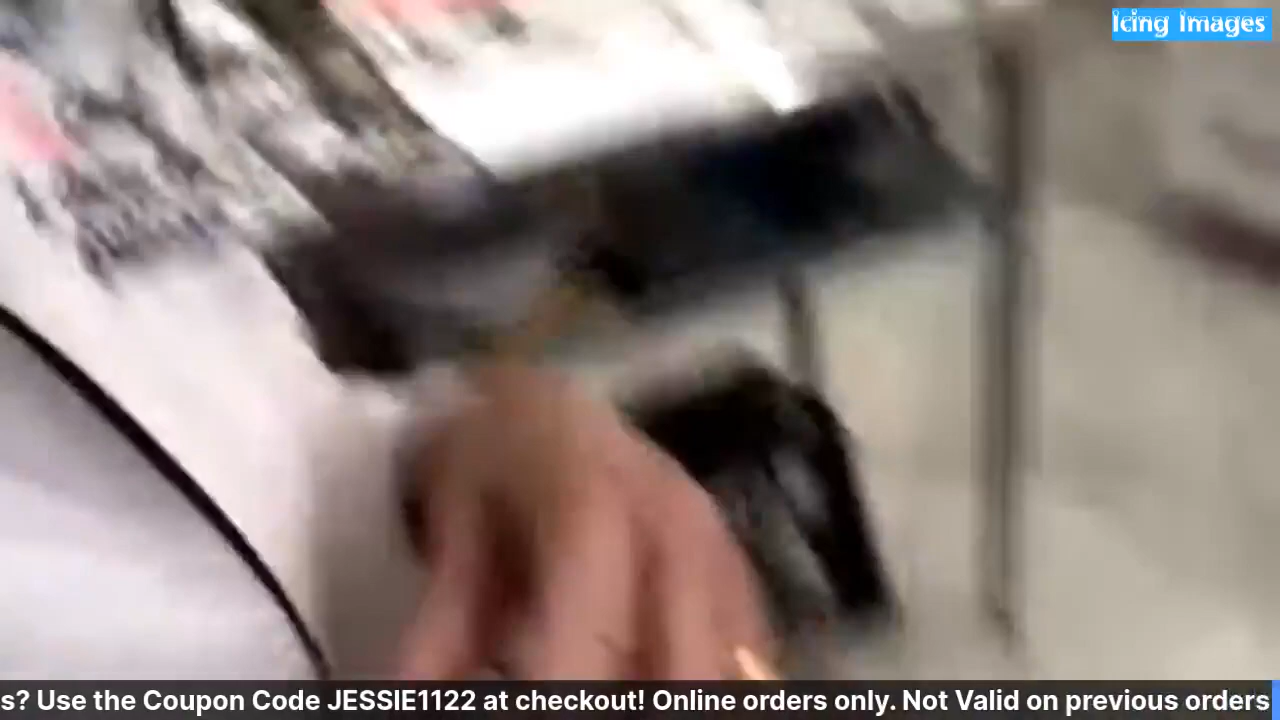 Icing Images
s? Use the Coupon Code JESSIE1122 at checkout! Online orders only. Not Valid on previous orders